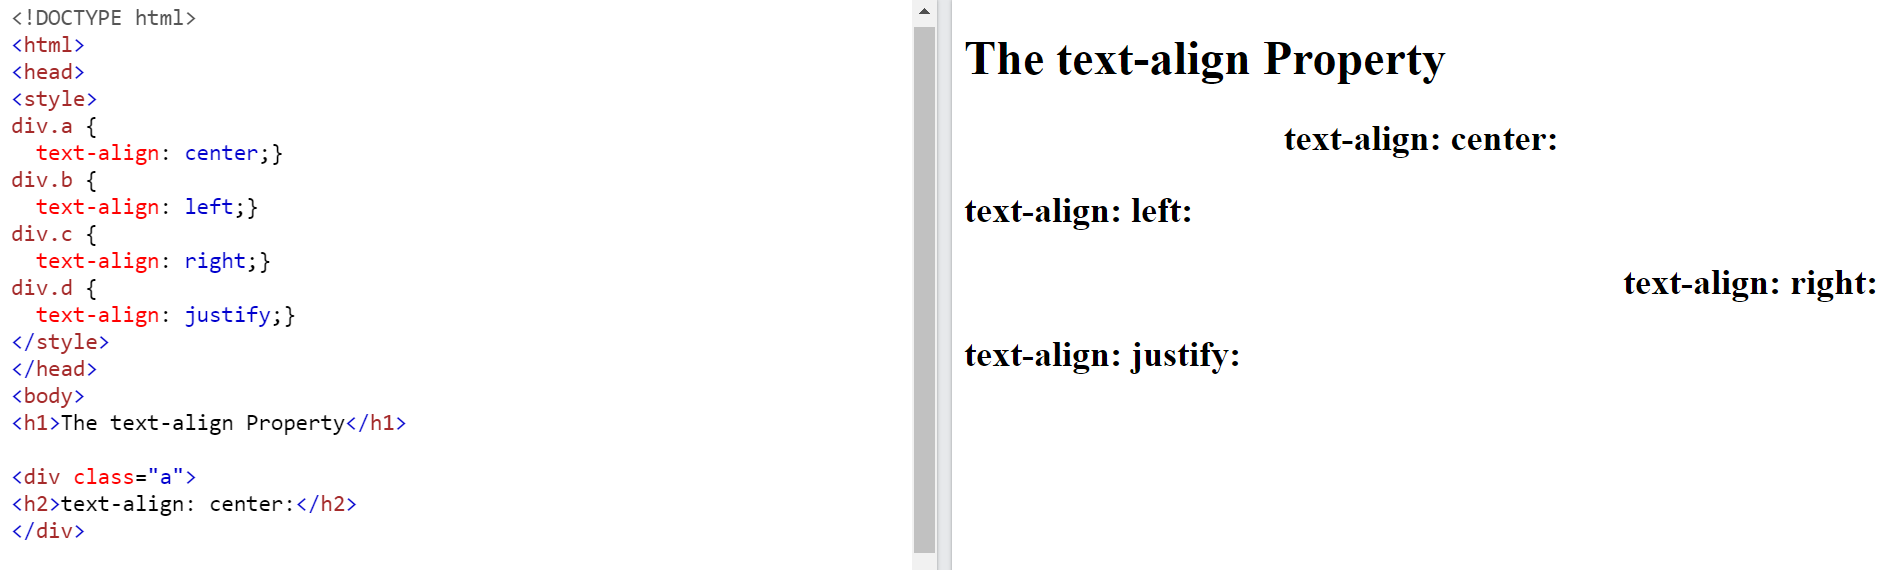 <!DOCTYPE html>
<html>
<head>
<style>
div.a {
  text-align: center;}
div.b {
  text-align: left;}
div.c {
  text-align: right;}
div.d {
  text-align: justify;}
</style>
</head>
<body>
<h1>The text-align Property</h1>
<div class="a">
<h2>text-align: center:</h2>
</div>
The text-align Property
text-align: center:
text-align: left:
text-align: right:
text-align: justify: